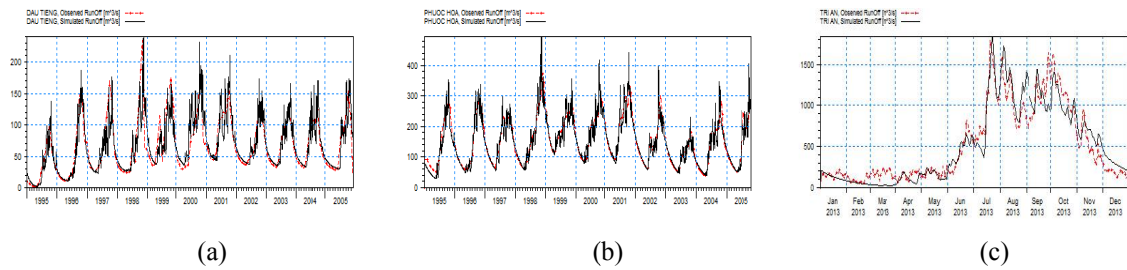 DAU TIENG, Observed RunOff [m^3/s]
DAU TIENG, Simulated RunOff [m^3/s]
200
150
100
50
0
1995 1996 1997 1998 1999 2000 2001 2002 2003 2004 2005
(a)
PHUOC HOA, Observed RunOff [m^3/s]
PHUOC HOA, Simulated RunOff [m^3/s]
400
300
200
100
0
1995 1996 1997 1998 1999 2000 2001 2002 2003 2004 2005
(b)
TRI AN, Observed RunOff [m^3/s]
TRI AN, Simulated RunOff [m^3/s]
1500
1000
500
0
Jan Feb Mar Apr May Jun Jul Aug Sep Oct Nov Dec
2013 2013 2013 2013 2013 2013 2013 2013 2013 2013 2013 2013
(c)